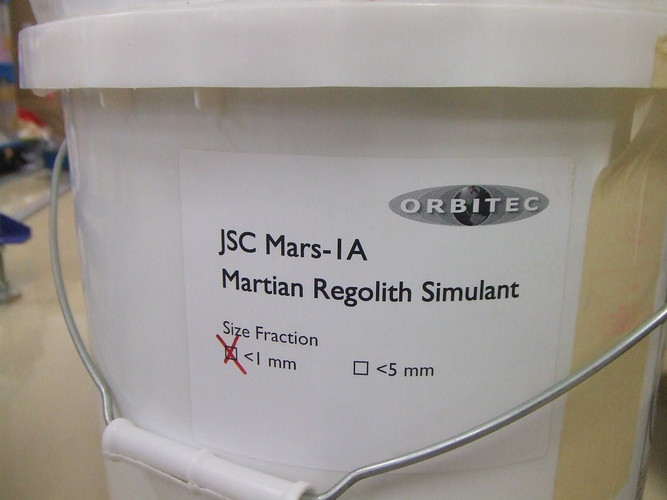 ORBITEC
JSC Mars-1A
Martian Regolith Simulant
Size Fraction
<1 mm <5 mm